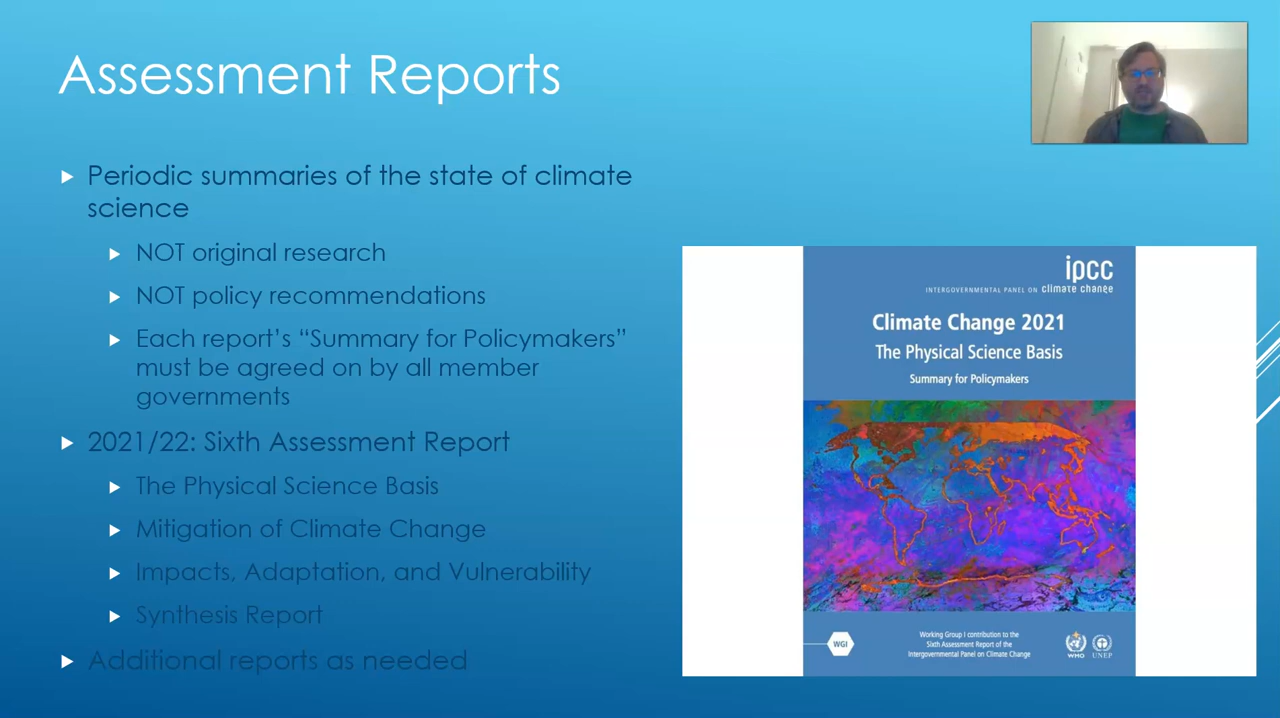 Assessment Reports
Periodic summaries of the state of climate
science
NOT original research
NOT policy recommendations
Each report’s “Summary for Policymakers”
must be agreed on by all member
governments
2021/22: Sixth Assessment Report
The Physical Science Basis
Mitigation of Climate Change
Impacts, Adaptation, and Vulnerability
Synthesis Report
Additional reports as needed
ipcc
INTERGOVERNMENTAL PANEL ON climate change
Climate Change 2021
The Physical Science Basis
Summary for Policymakers
WGI
Working Group I contribution to the
Sixth Assessment Report of the
Intergovernmental Panel on Climate Change
WMO
UNEP